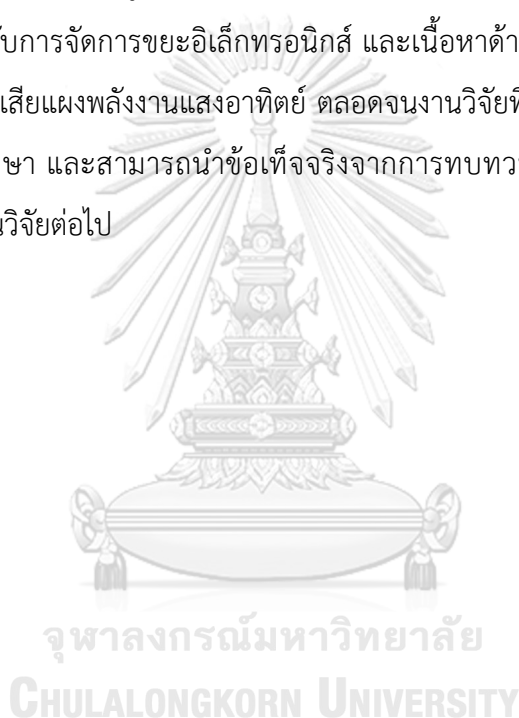 ับการจัดการขยะอิเล็กทรอนิกส์ และเนื้อหาด้า
เสียแผงพลังงานแสงอาทิตย์ ตลอดจนงานวิจัยที
ษา และสามารถนำข้อเท็จจริงจากการทบทว
นวิจัยต่อไป
จุฬาลงกรณ์มหาวิทยาลัย
CHULALONGKORN UNIVERSITY